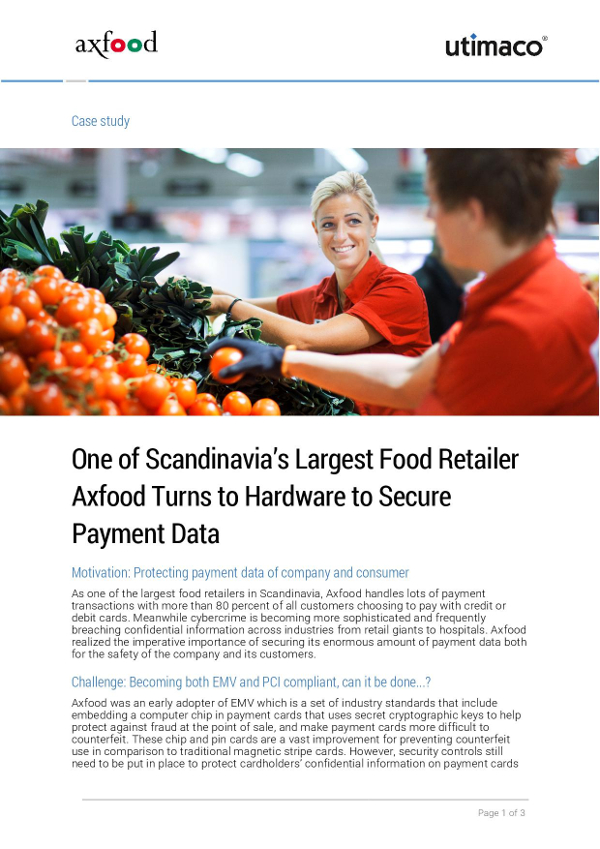 axfood
utimaco®
Case study
One of Scandinavia’s Largest Food Retailer
Axfood Turns to Hardware to Secure
Payment Data
Motivation: Protecting payment data of company and consumer
As one of the largest food retailers in Scandinavia, Axfood handles lots of payment
transactions with more than 80 percent of all customers choosing to pay with credit or
debit cards. Meanwhile cybercrime is becoming more sophisticated and frequently
breaching confidential information across industries from retail giants to hospitals. Axfood
realized the imperative importance of securing its enormous amount of payment data both
for the safety of the company and its customers.
Challenge: Becoming both EMV and PCI compliant, can it be done...?
Axfood was an early adopter of EMV which is a set of industry standards that include
embedding a computer chip in payment cards that uses secret cryptographic keys to help
protect against fraud at the point of sale, and make payment cards more difficult to
counterfeit. These chip and pin cards are a vast improvement for preventing counterfeit
use in comparison to traditional magnetic stripe cards. However, security controls still
need to be put in place to protect cardholders’ confidential information on payment cards
Page 1 of 3